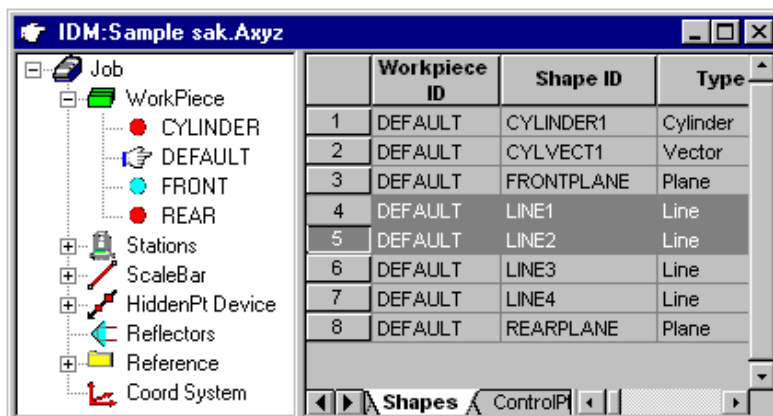 IDM:Sample sak.Axyz
Job
WorkPiece
CYLINDER
DEFAULT
FRONT
REAR
Stations
ScaleBar
HiddenPt Device
Reflectors
Reference
Coord System
Workpiece ID Shape ID Type
1 DEFAULT CYLINDER1 Cylinder
2 DEFAULT CYLVECT1 Vector
3 DEFAULT FRONTPLANE Plane
4 DEFAULT LINE1 Line
5 DEFAULT LINE2 Line
6 DEFAULT LINE3 Line
7 DEFAULT LINE4 Line
8 DEFAULT REARPLANE Plane
Shapes ControlP